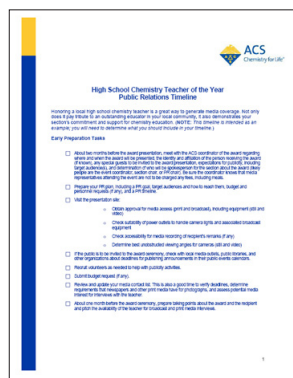 ACS
Chemistry for Life®
High School Chemistry Teacher of the Year
Public Relations Timeline
Honoring a local high school chemistry teacher is a great way to generate media coverage. Not only
does it pay tribute to an outstanding educator in your local community, it also demonstrates your
section's commitment and support for chemistry education. (NOTE: This timeline is intended as an
example; you will need to determine what you should include in your timeline.)
Early Preparation Tasks
About two months before the award presentation, meet with the ACS coordinator of the award regarding
where and when the award will be presented, the identity and affiliation of the person receiving the award
(if known), any special guests to be invited to the award presentation, expectations for publicity, including
target audience(s), and determination of who will be spokesperson for the section about the award (likely
people are the event coordinator, section chair, or PR chair). Be sure the coordinator knows that media
representatives attending the event are not to be charged any fees, including meals.
Prepare your PR plan, including a PR goal, target audiences and how to reach them, budget and
personnel requests (if any), and a PR timeline.
Visit the presentation site:
Obtain approval for media access (print and broadcast), including equipment (still and
video)
Check suitability of power outlets to handle camera lights and associated broadcast
equipment
Check accessibility for media recording of recipient's remarks (if any)
Determine best unobstructed viewing angles for cameras (still and video)
If the public is to be invited to the award ceremony, check with local media outlets, public libraries, and
other organizations about deadlines for publishing announcements in their public events calendars.
Recruit volunteers as needed to help with publicity activities.
Submit budget request (if any).
Review and update your media contact list. This is also a good time to verify deadlines, determine
requirements that newspapers and other print media have for photographs, and assess potential media
interest for interviews with the teacher.
About one month before the award ceremony, prepare talking points about the award and the recipient
and pitch the availability of the teacher for broadcast and print media interviews.
1